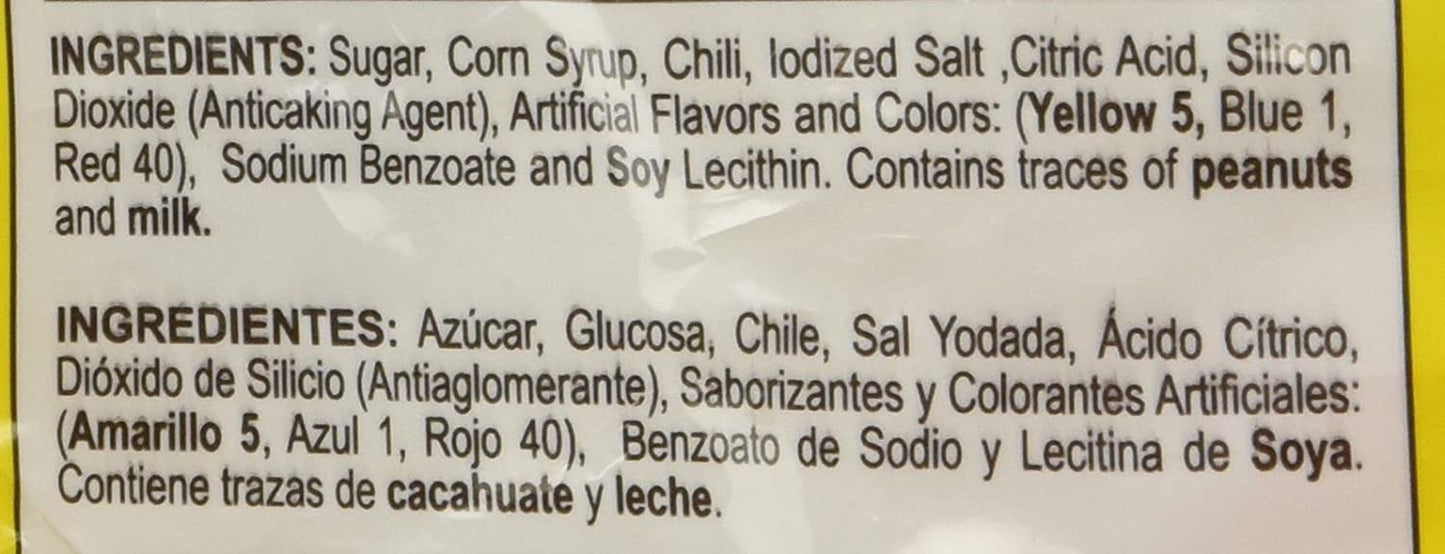 INGREDIENTS: Sugar, Corn Syrup, Chili, Iodized Salt ,Citric Acid, Silicon
Dioxide (Anticaking Agent), Artificial Flavors and Colors: (Yellow 5, Blue 1,
Red 40), Sodium Benzoate and Soy Lecithin. Contains traces of peanuts
and milk.
INGREDIENTES: Azúcar, Glucosa, Chile, Sal Yodada, Ácido Cítrico,
Dióxido de Silicio (Antiaglomerante), Saborizantes y Colorantes Artificiales:
(Amarillo 5, Azul 1, Rojo 40), Benzoato de Sodio y Lecitina de Soya.
Contiene trazas de cacahuate y leche.